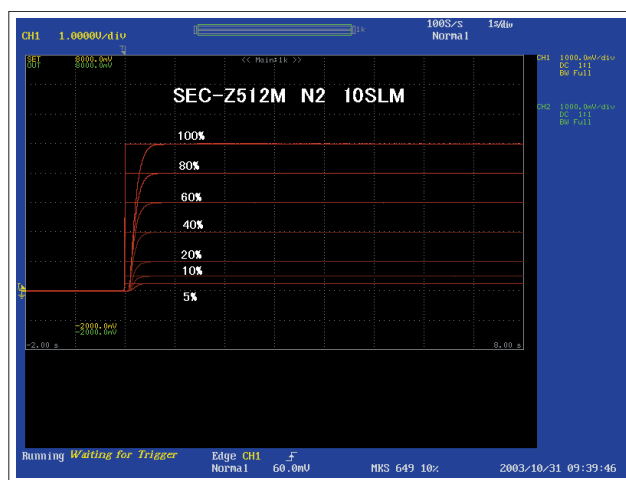 CH1 1.0000V/div
1k
100S/s 1s/div
Normal
SET 8000.0mV
OUT 8000.0mV
<< Main:1k >>
CH1 1000.0mV/div
DC 1:1
BW Full
CH2 1000.0mV/div
DC 1:1
BW Full
SEC-Z512M N2 10SLM
100%
80%
60%
40%
20%
10%
5%
-2000.0mV
-2000.0mV
-2.00 s
8.00 s
Running Waiting for Trigger
Edge CH1
Normal 60.0mV
MKS 649 10%
2003/10/31 09:39:46